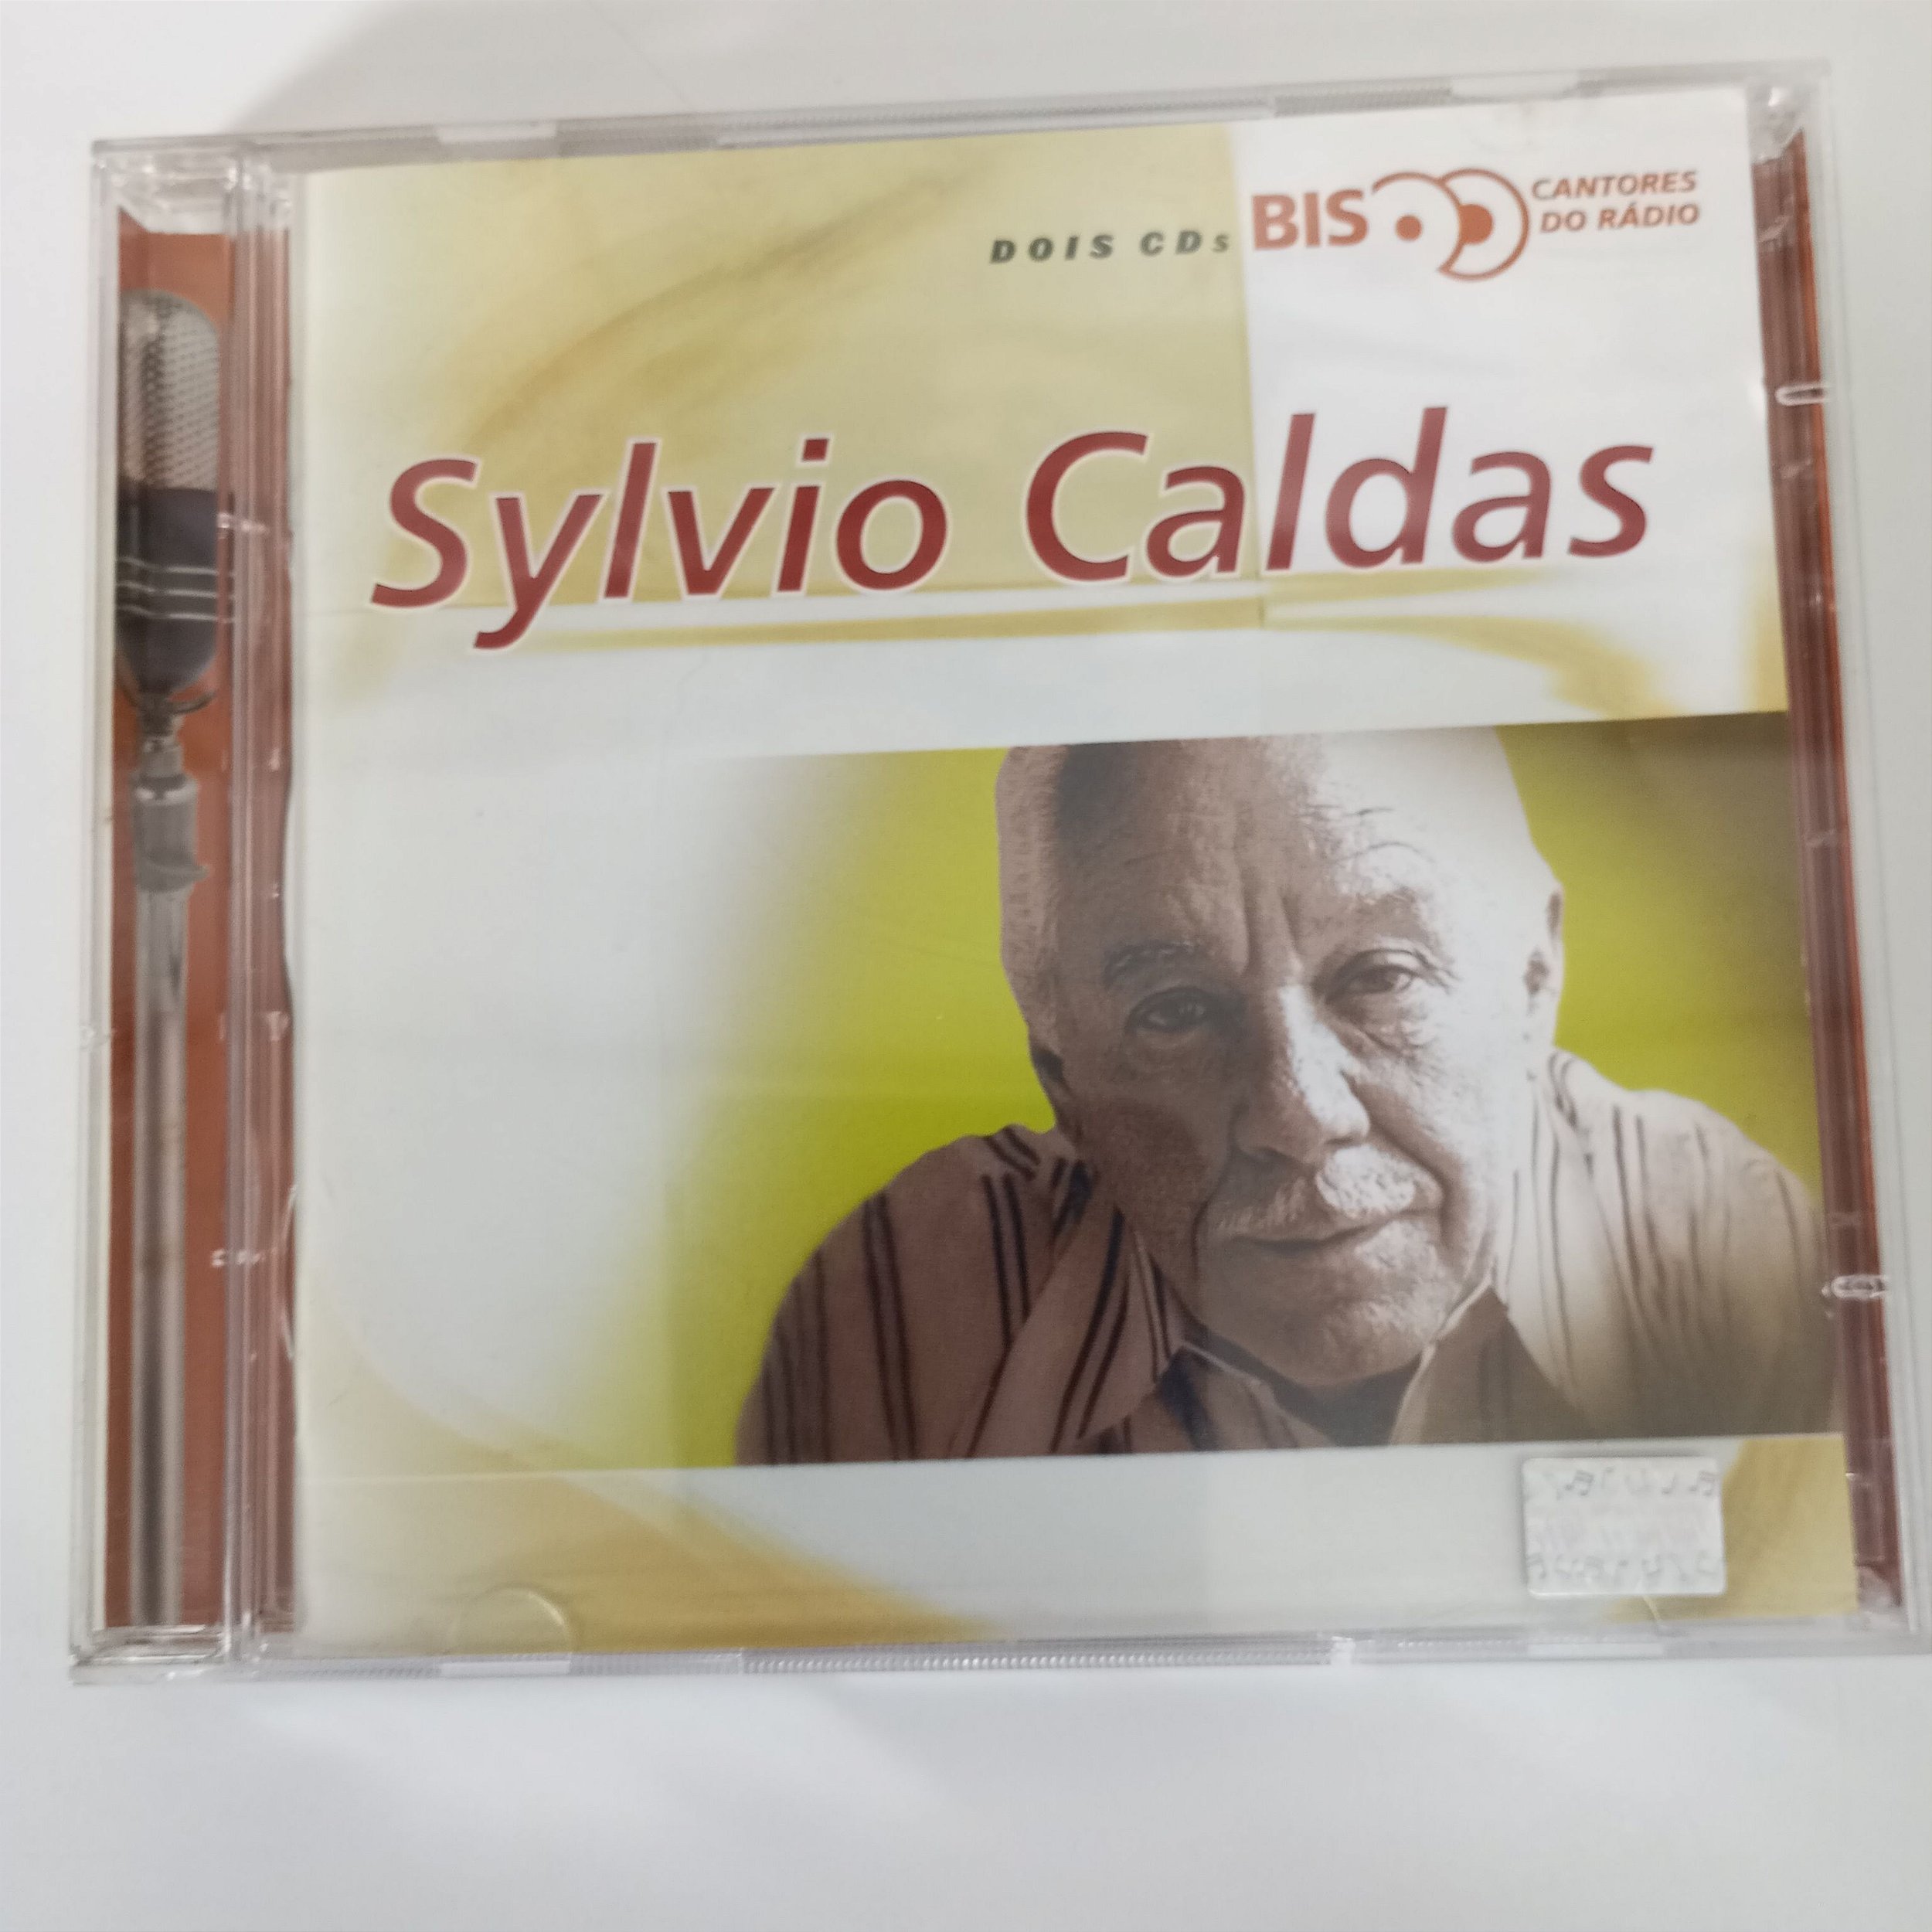 DOIS CDs
BIS
CANTORES
DO RÁDIO
Sylvio Caldas